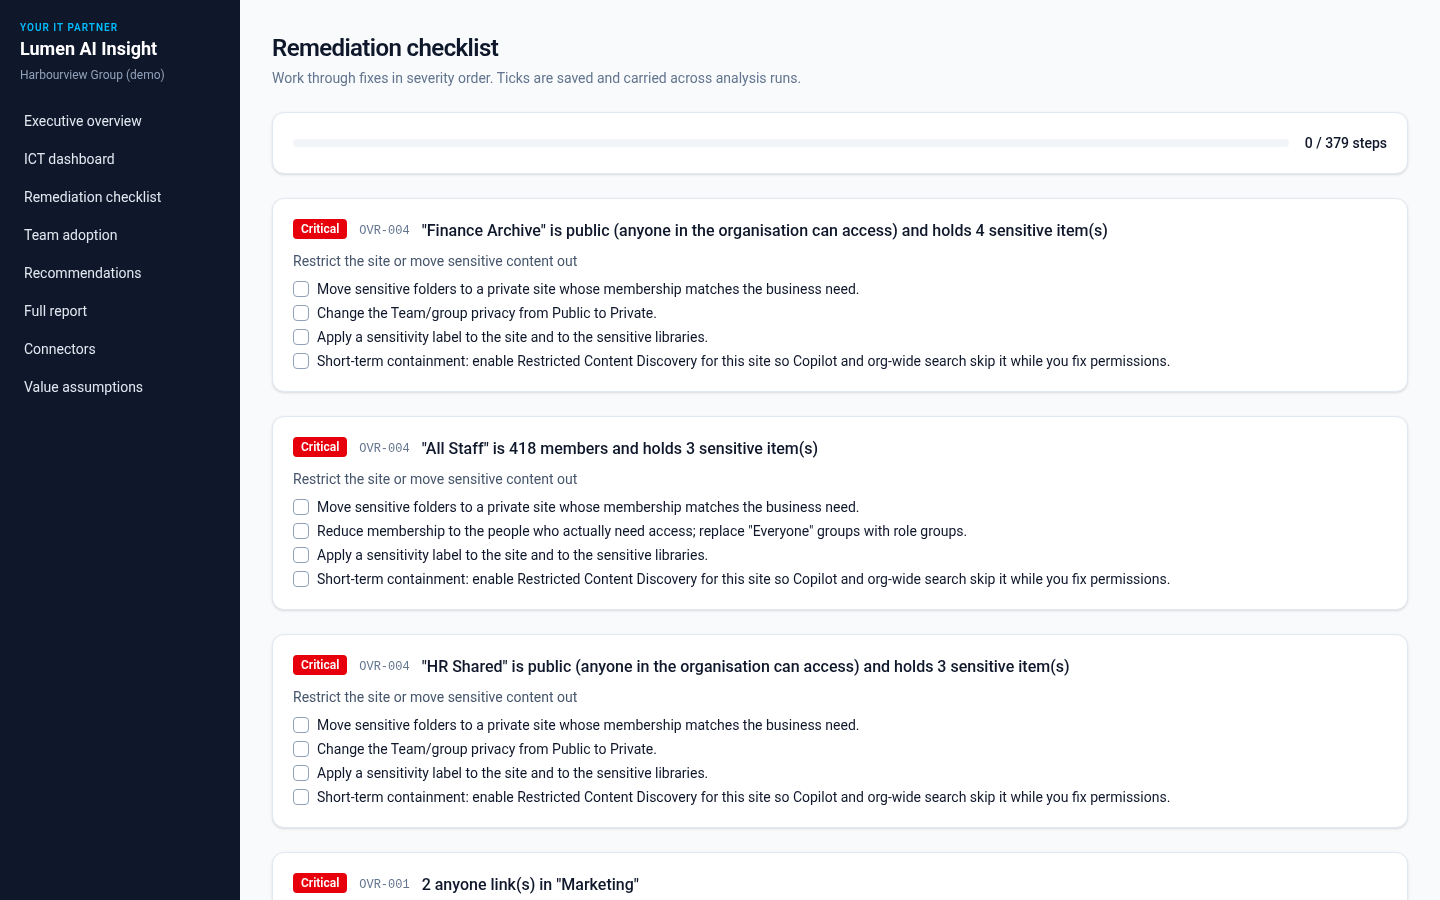 YOUR IT PARTNER
Lumen AI Insight
Harbourview Group (demo)
Executive overview
ICT dashboard
Remediation checklist
Team adoption
Recommendations
Full report
Connectors
Value assumptions
Remediation checklist
Work through fixes in severity order. Ticks are saved and carried across analysis runs.
0 / 379 steps
Critical OVR-004 "Finance Archive" is public (anyone in the organisation can access) and holds 4 sensitive item(s)
Restrict the site or move sensitive content out
Move sensitive folders to a private site whose membership matches the business need.
Change the Team/group privacy from Public to Private.
Apply a sensitivity label to the site and to the sensitive libraries.
Short-term containment: enable Restricted Content Discovery for this site so Copilot and org-wide search skip it while you fix permissions.
Critical OVR-004 "All Staff" is 418 members and holds 3 sensitive item(s)
Restrict the site or move sensitive content out
Move sensitive folders to a private site whose membership matches the business need.
Reduce membership to the people who actually need access; replace "Everyone" groups with role groups.
Apply a sensitivity label to the site and to the sensitive libraries.
Short-term containment: enable Restricted Content Discovery for this site so Copilot and org-wide search skip it while you fix permissions.
Critical OVR-004 "HR Shared" is public (anyone in the organisation can access) and holds 3 sensitive item(s)
Restrict the site or move sensitive content out
Move sensitive folders to a private site whose membership matches the business need.
Change the Team/group privacy from Public to Private.
Apply a sensitivity label to the site and to the sensitive libraries.
Short-term containment: enable Restricted Content Discovery for this site so Copilot and org-wide search skip it while you fix permissions.
Critical OVR-001 2 anyone link(s) in "Marketing"